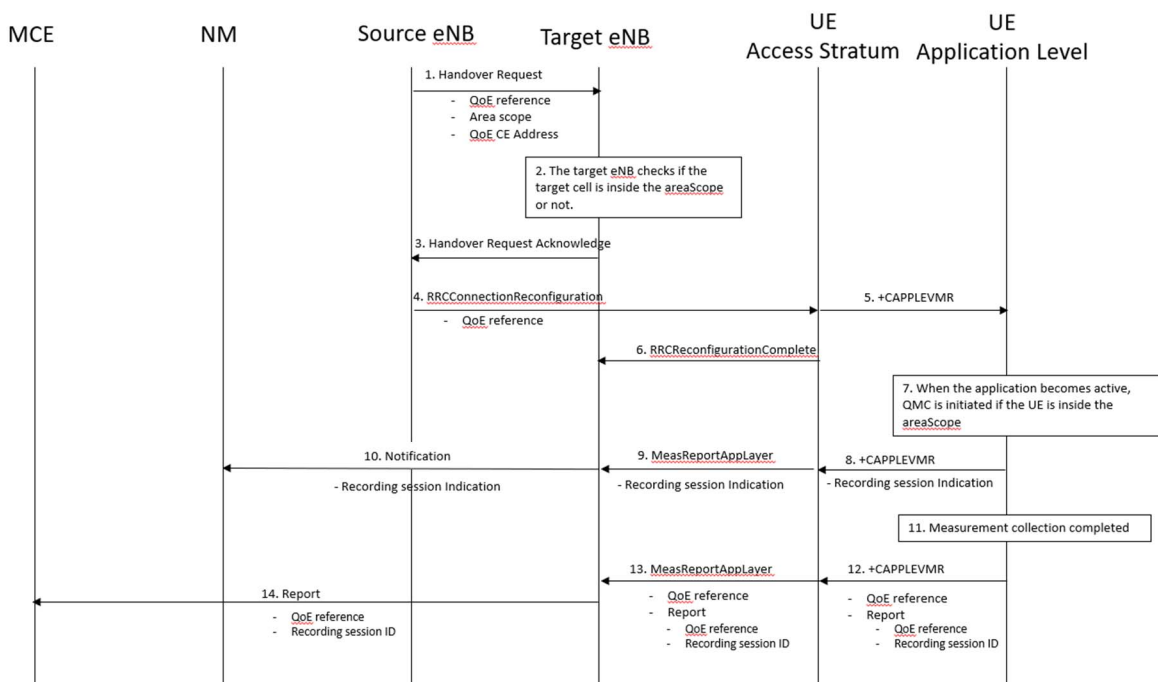 MCE
NM
Source eNB
Target eNB
UE
Access Stratum
UE
Application Level
1. Handover Request
- QoE reference
- Area scope
- QoE CE Address
2. The target eNB checks if the
target cell is inside the areaScope
or not.
3. Handover Request Acknowledge
4. RRCConnectionReconfiguration
- QoE reference
5. +CAPPLEVMR
6. RRCReconfigurationComplete
7. When the application becomes active,
QMC is initiated if the UE is inside the
areaScope
8. +CAPPLEVMR
- Recording session Indication
9. MeasReportAppLayer
- Recording session Indication
10. Notification
- Recording session Indication
11. Measurement collection completed
12. +CAPPLEVMR
- QoE reference
- Report
- QoE reference
- Recording session ID
13. MeasReportAppLayer
- QoE reference
- Report
- QoE reference
- Recording session ID
14. Report
- QoE reference
- Recording session ID